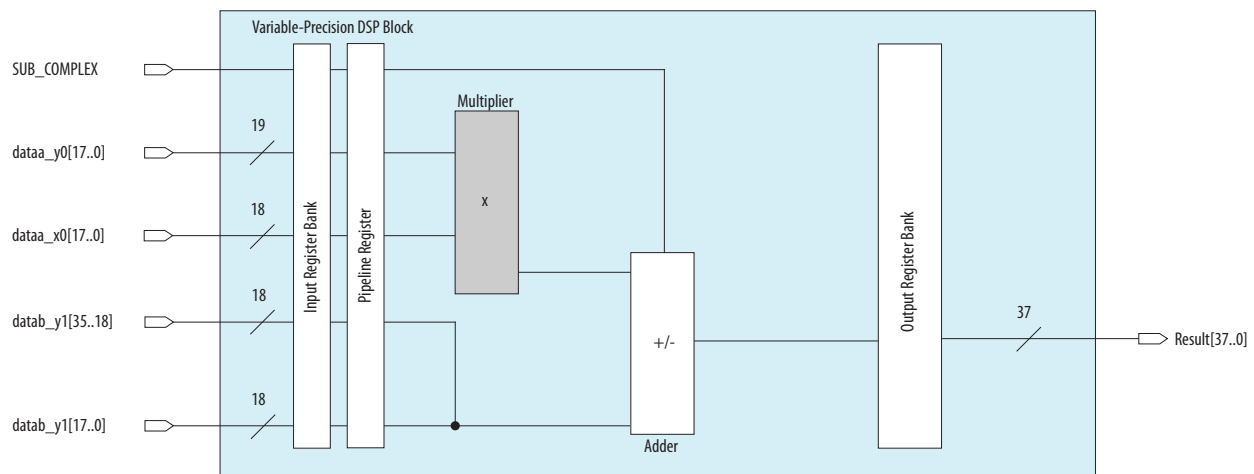 Variable-Precision DSP Block
SUB_COMPLEX
Multiplier
19
dataa_y0[17..0]
x
18
dataa_x0[17..0]
Input Register Bank
Pipeline Register
Output Register Bank
18
datab_y1[35..18]
+/-
37
Result[37..0]
18
datab_y1[17..0]
Adder